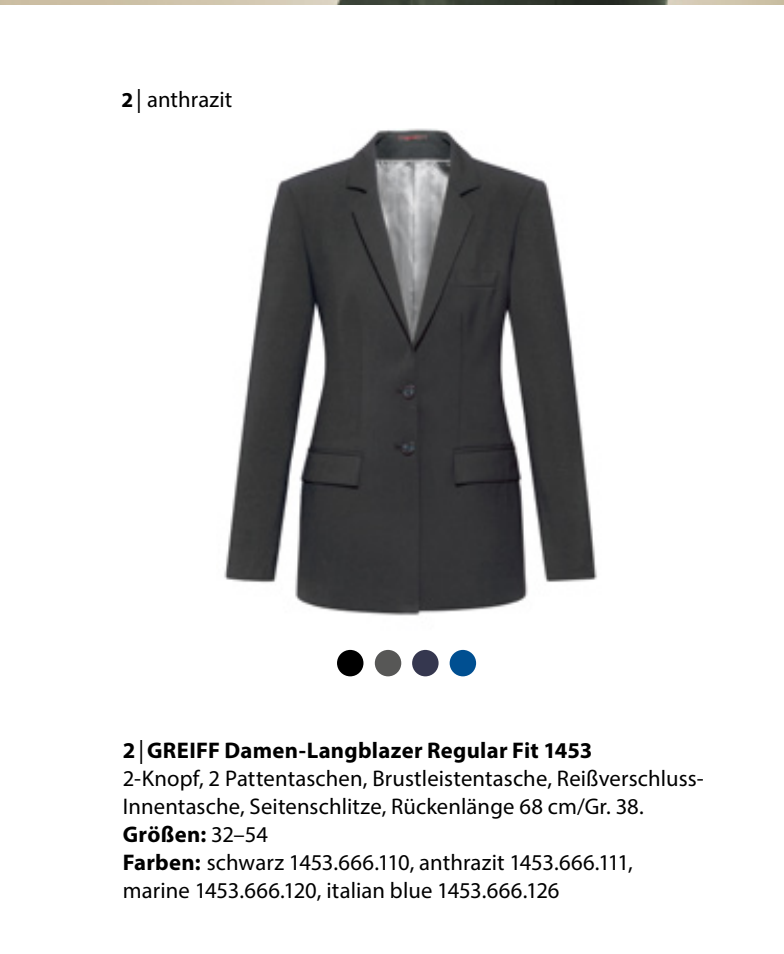 2| anthrazit
2|GREIFF Damen-Langblazer Regular Fit 1453
2-Knopf, 2 Pattentaschen, Brustleistentasche, Reißverschluss-
Innentasche, Seitenschlitze, Rückenlänge 68 cm/Gr. 38.
Größen: 32–54
Farben: schwarz 1453.666.110, anthrazit 1453.666.111,
marine 1453.666.120, italian blue 1453.666.126